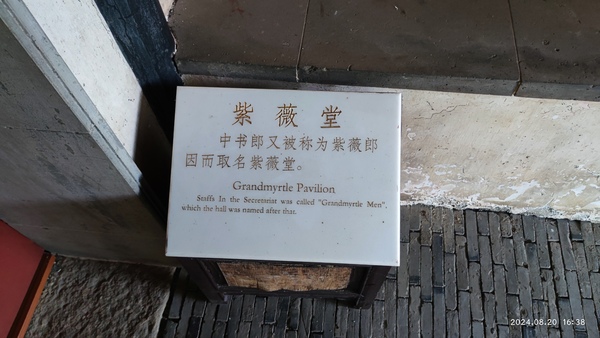 紫薇堂
中书郎又被称为紫薇郎
因而取名紫薇堂。
Grandmyrtle Pavilion
Steffs In the Secretariat was called "Grandmyrtle Men",
which the hall was named after that.
2024.08.20 16:38